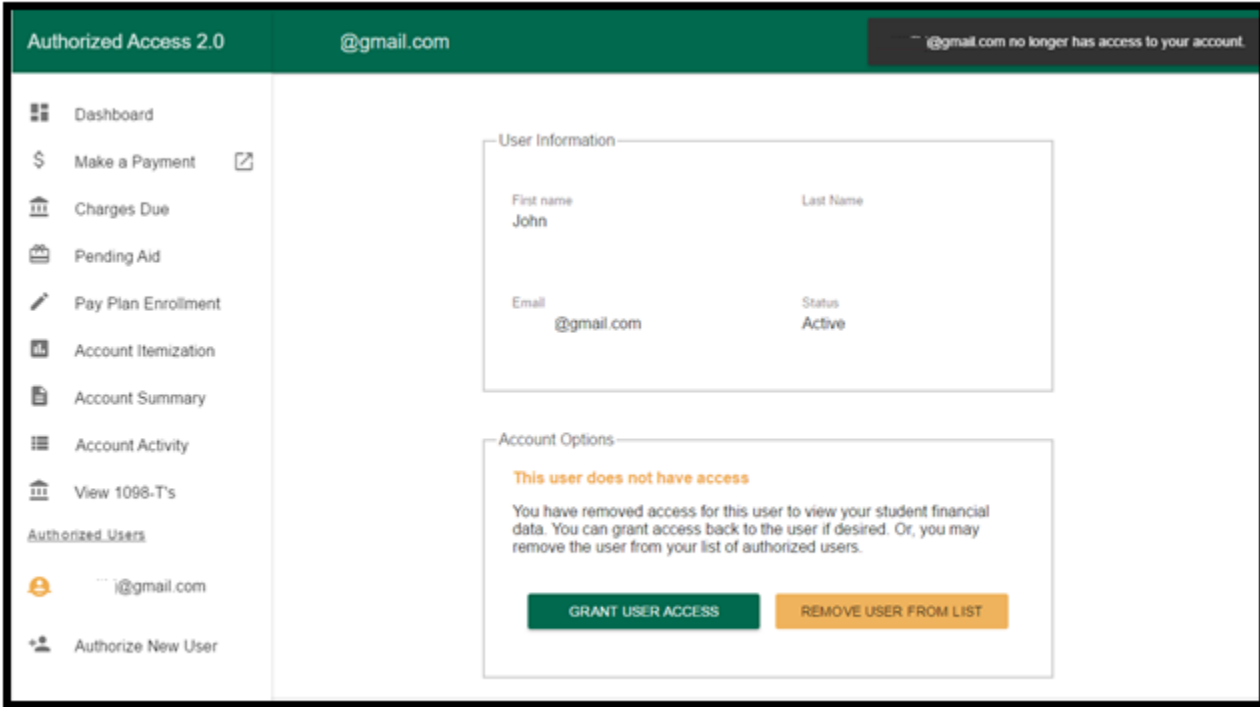 Authorized Access 2.0
@gmail.com
@gmail.com no longer has access to your account.
Dashboard
Make a Payment
Charges Due
Pending Aid
Pay Plan Enrollment
Account Itemization
Account Summary
Account Activity
View 1098-T's
Authorized Users
@gmail.com
Authorize New User
User Information
First name
John
Last Name
Email
@gmail.com
Status
Active
Account Options
This user does not have access
You have removed access for this user to view your student financial
data. You can grant access back to the user if desired. Or, you may
remove the user from your list of authorized users.
GRANT USER ACCESS
REMOVE USER FROM LIST